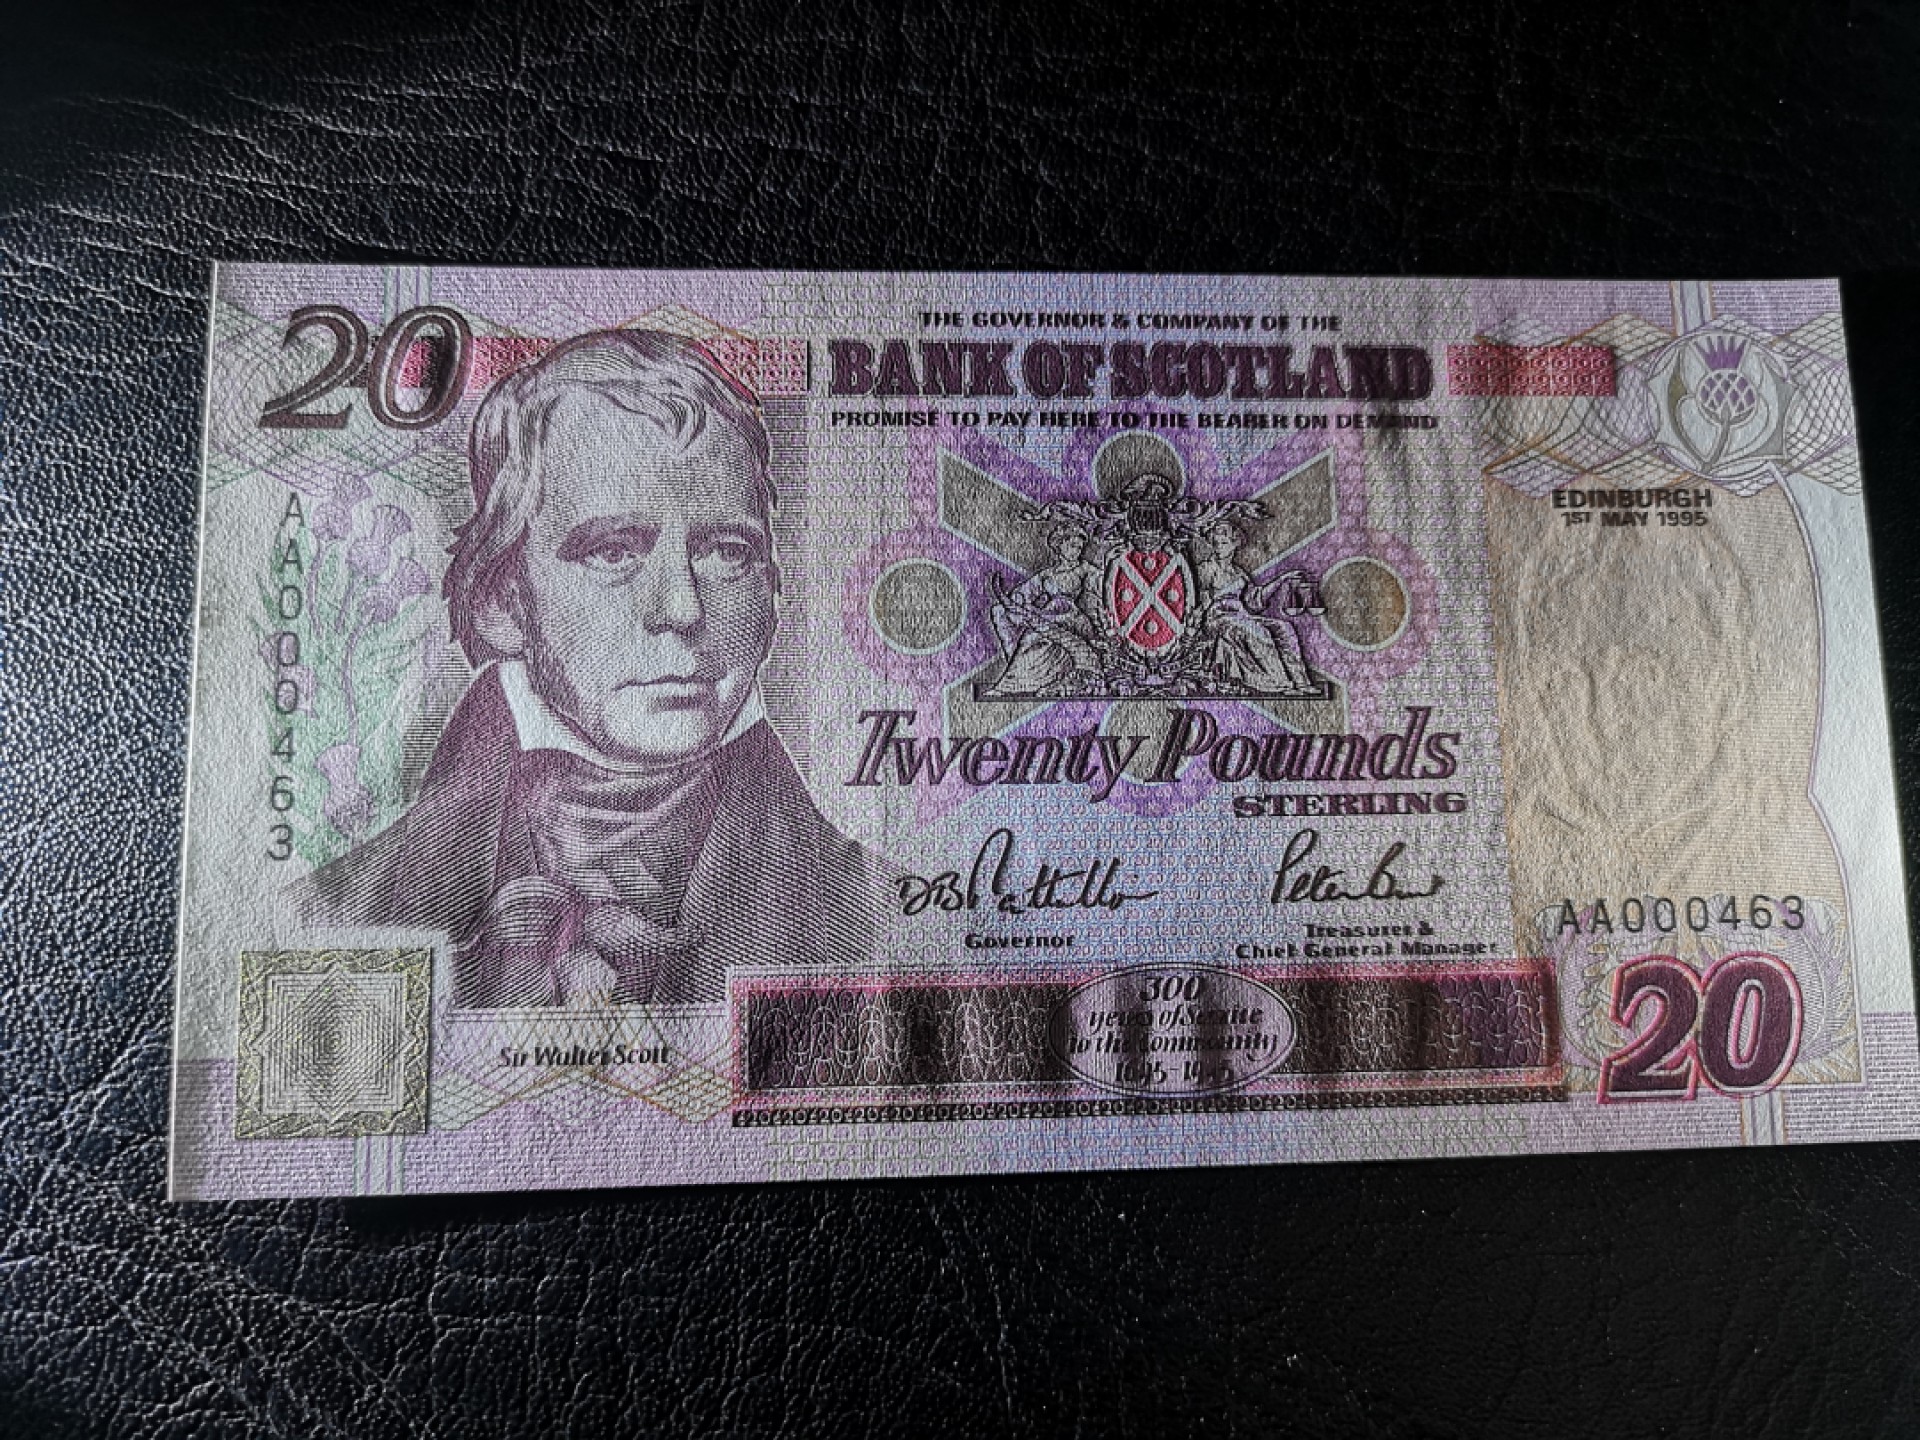 20
THE GOVERNOR & COMPANY OF THE
BANK OF SCOTLAND
PROMISE TO PAY HERE TO THE BEARER ON DEMAND
EDINBURGH
1ST MAY 1995
AA000463
Twenty Pounds
STERLING
Governor
Treasurer &
Chief General Manager
AA000463
300
years of Service
to the Community
1695-1995
Sir Walter Scott
20